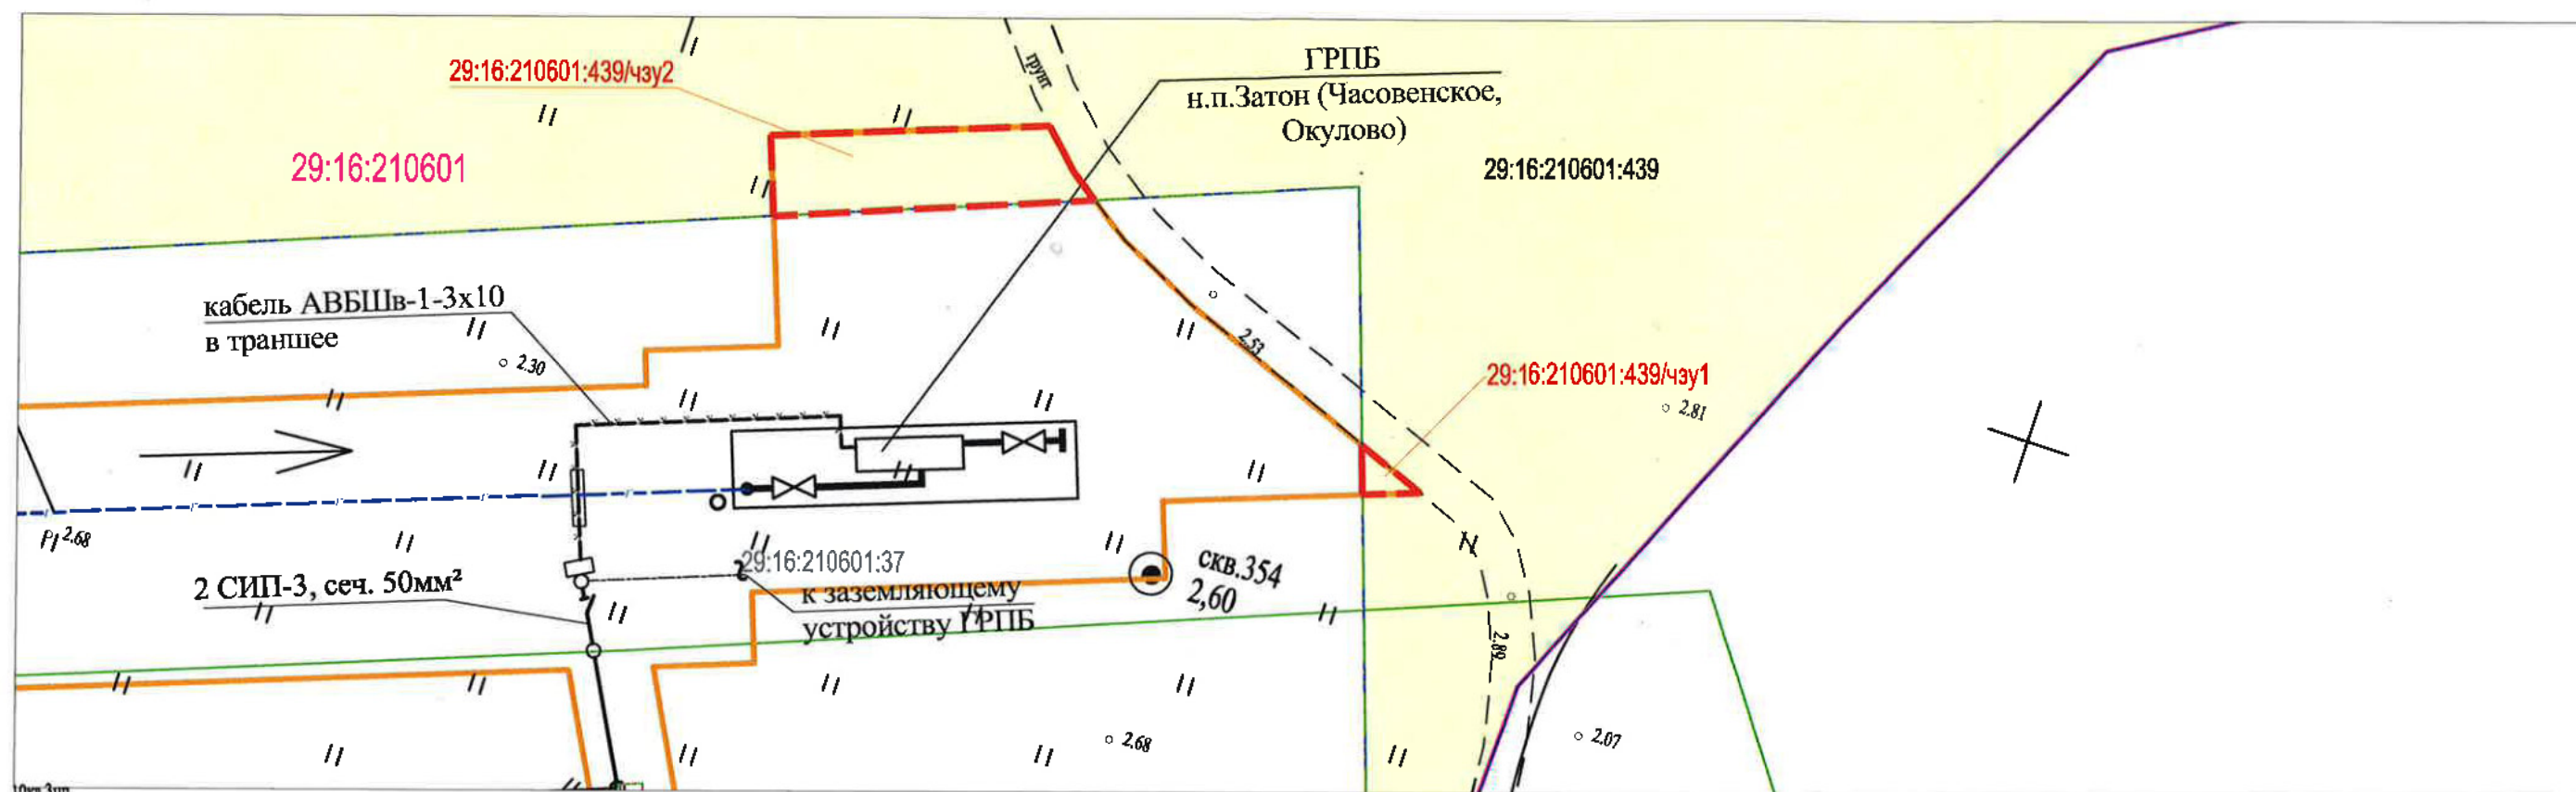 29:16:210601:439/чзу2
грунт
ГРПБ
н.п.Затон (Часовенское,
Окулово)
29:16:210601
29:16:210601:439
кабель АВБШв-1-3х10
в траншее
2.30
2.53
29:16:210601:439/чзу1
2.81
2.68
29:16:210601:37
скв.354
2,60
2 СИП-3, сеч. 50мм²
к заземляющему
устройству ГРПБ
2.89
2.68
2.07